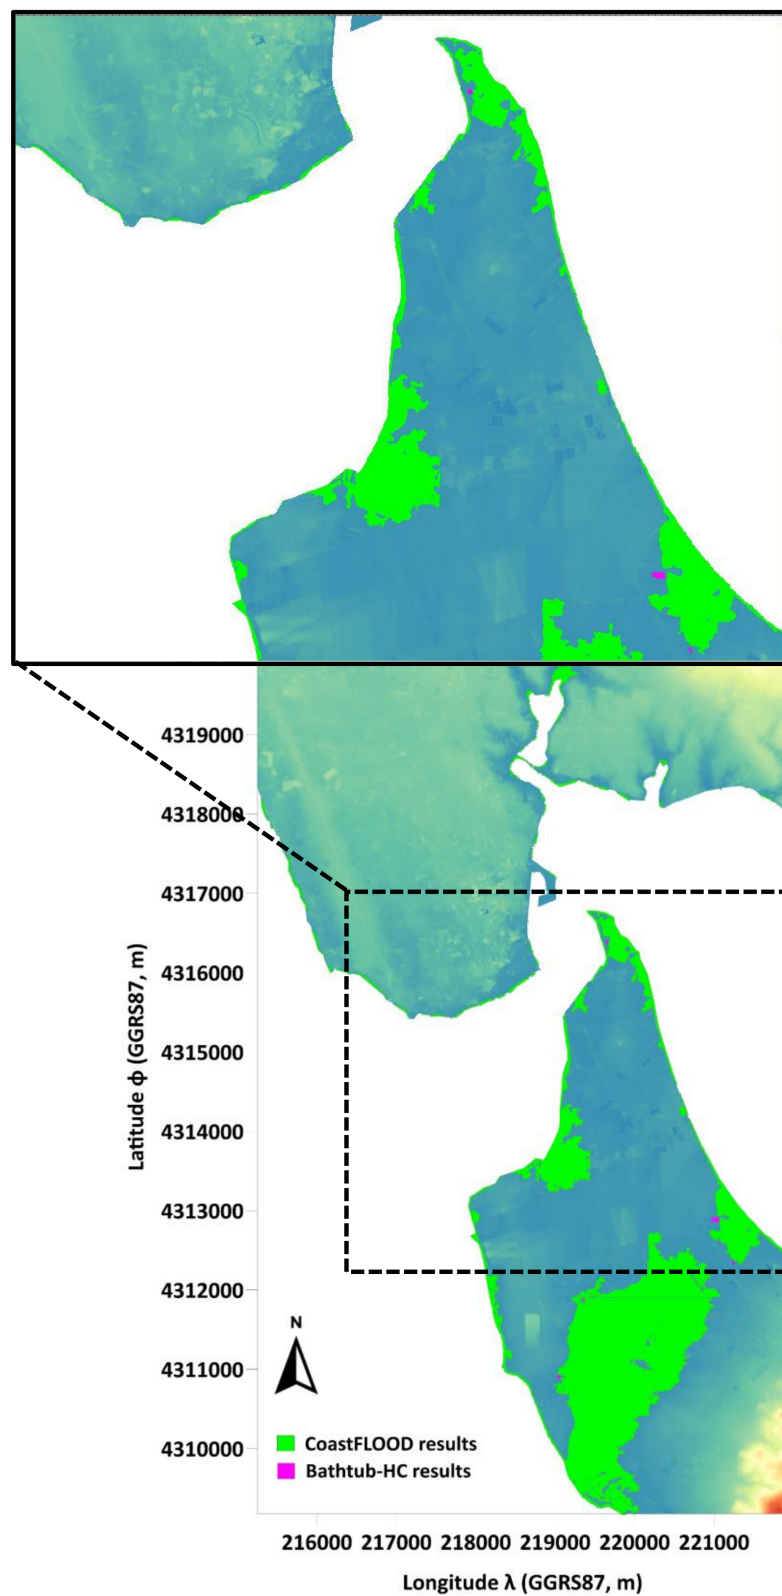 4319000
4318000
4317000
4316000
4315000
4314000
4313000
4312000
4311000
4310000
Latitude ϕ (GGRS87, m)
N
CoastFLOOD results
Bathtub-HC results
216000 217000 218000 219000 220000 221000
Longitude λ (GGRS87, m)